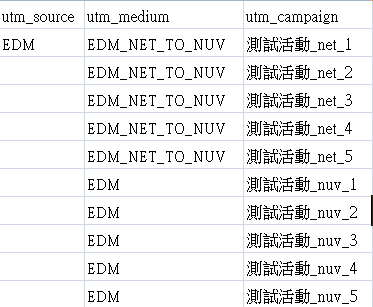 utm_source utm_medium utm_campaign
EDM EDM_NET_TO_NUV 測試活動_net_1
EDM_NET_TO_NUV 測試活動_net_2
EDM_NET_TO_NUV 測試活動_net_3
EDM_NET_TO_NUV 測試活動_net_4
EDM_NET_TO_NUV 測試活動_net_5
EDM 測試活動_nuv_1
EDM 測試活動_nuv_2
EDM 測試活動_nuv_3
EDM 測試活動_nuv_4
EDM 測試活動_nuv_5